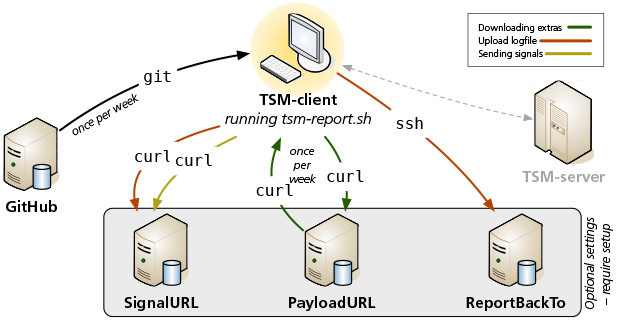 Downloading extras
Upload logfile
Sending signals
git
once per week
TSM-client
running tsm-report.sh
ssh
TSM-server
GitHub
curl
curl
once
per
week
curl
curl
SignalURL
PayloadURL
ReportBackTo
Optional settings
– require setup